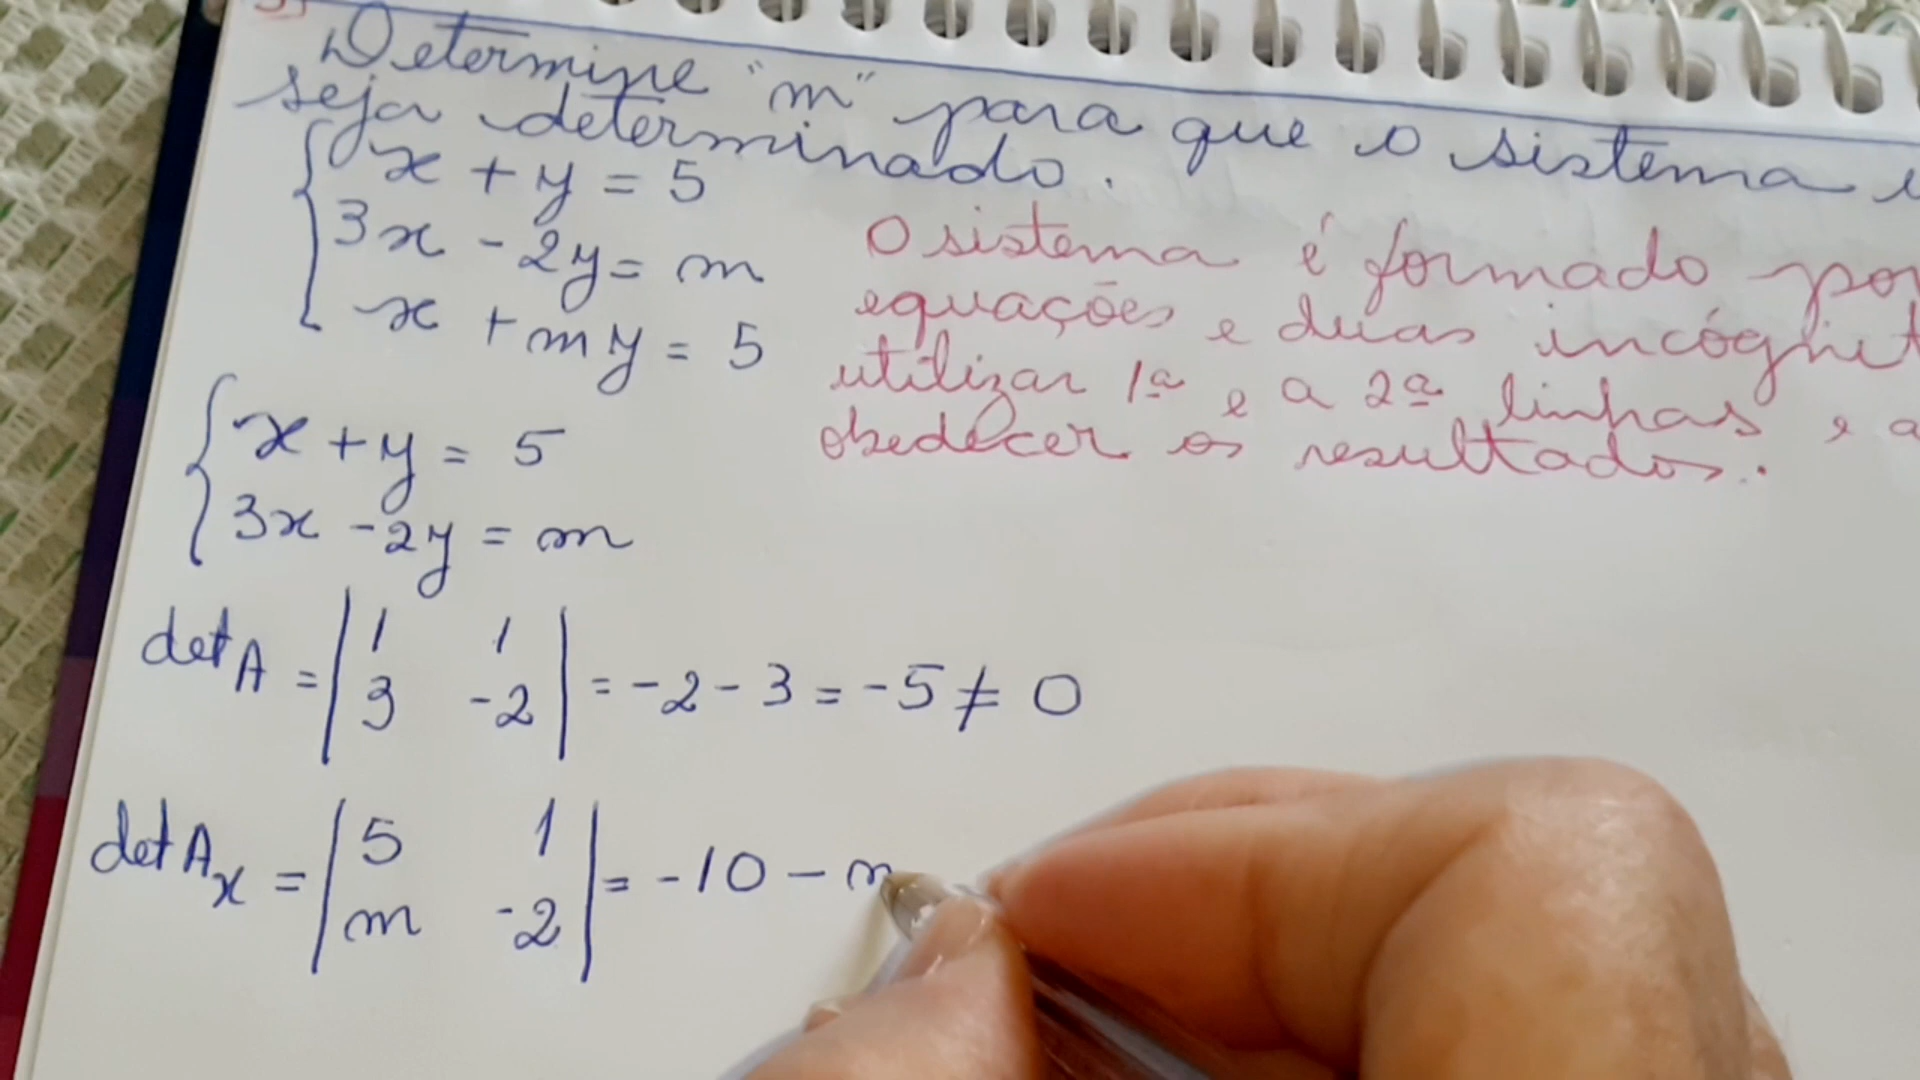 Determine "m" para que o sistema
seja determinado.
x + y = 5
3x - 2y = m
x + my = 5
O sistema é formado por
equações e duas
utilizar 1ª e a 2ª linhas, a
obedecer os resultados.
x + y = 5
3x - 2y = m
det A = | 1 1 | = -2 - 3 = -5 ≠ 0
3 -2
det Ax = | 5 1 | = -10 - m
m -2